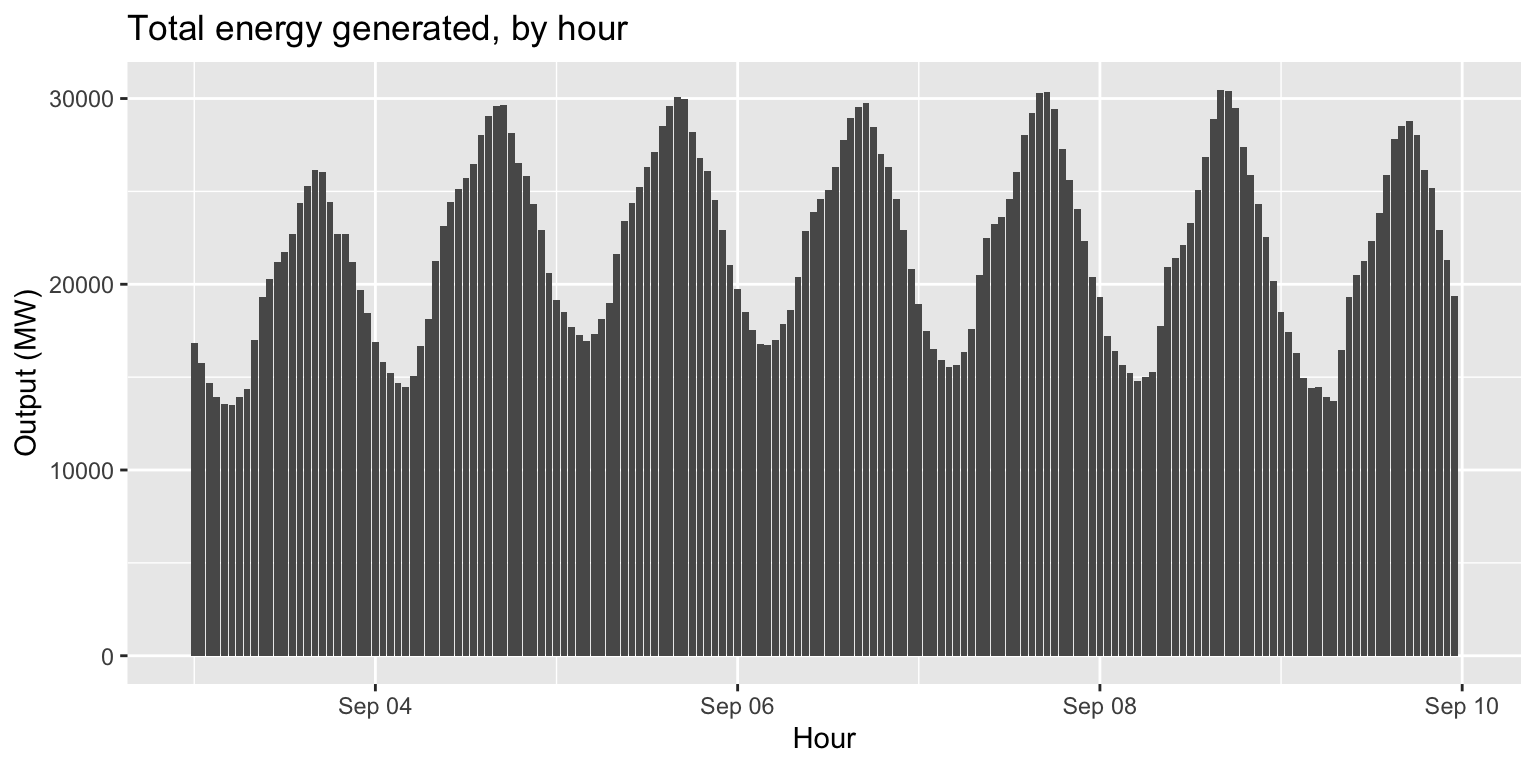 Total energy generated, by hour
30000
20000
10000
0
Output (MW)
Sep 04 Sep 06 Sep 08 Sep 10
Hour